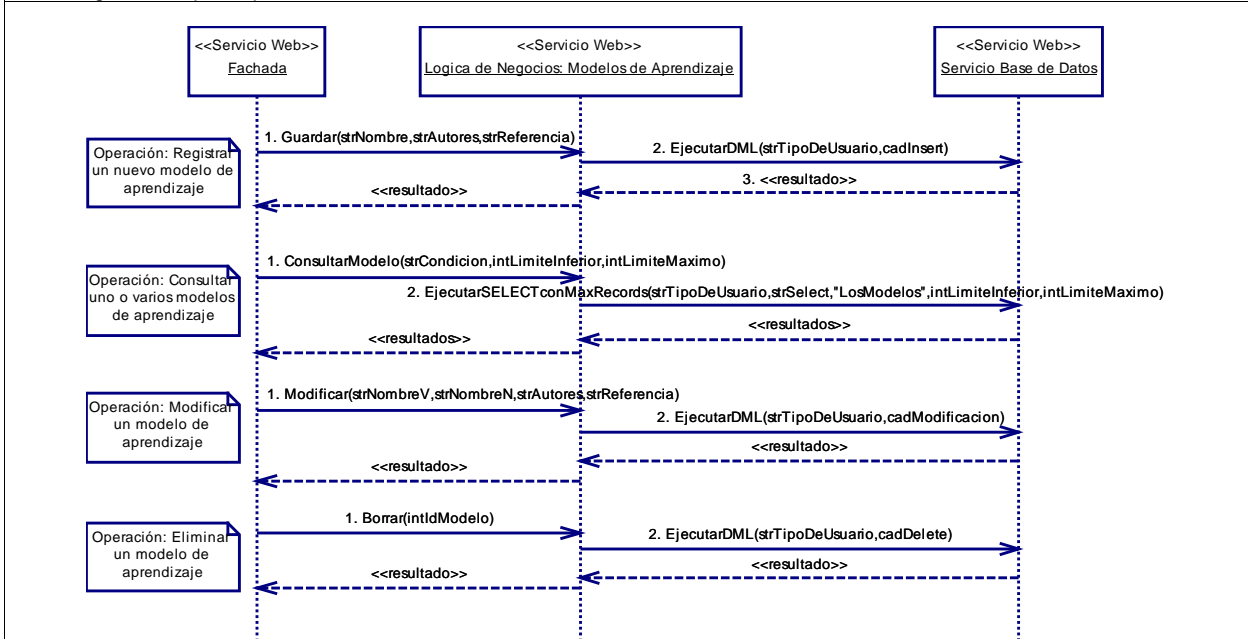 <<Servicio Web>>
Fachada
<<Servicio Web>>
Logica de Negocios: Modelos de Aprendizaje
<<Servicio Web>>
Servicio Base de Datos
Operación: Registrar
un nuevo modelo de
aprendizaje
1. Guardar(strNombre,strAutores,strReferencia)
2. EjecutarDML(strTipoDeUsuario,cadInsert)
3. <<resultado>>
<<resultado>>
Operación: Consultar
uno o varios modelos
de aprendizaje
1. ConsultarModelo(strCondicion,intLimiteInferior,intLimiteMaximo)
2. EjecutarSELECTconMaxRecords(strTipoDeUsuario,strSelect,"LosModelos",intLimiteInferior,intLimiteMaximo)
<<resultados>>
<<resultados>>
Operación: Modificar
un modelo de
aprendizaje
1. Modificar(strNombreV,strNombreN,strAutores,strReferencia)
2. EjecutarDML(strTipoDeUsuario,cadModificacion)
<<resultado>>
<<resultado>>
Operación: Eliminar
un modelo de
aprendizaje
1. Borrar(intIdModelo)
2. EjecutarDML(strTipoDeUsuario,cadDelete)
<<resultado>>
<<resultado>>